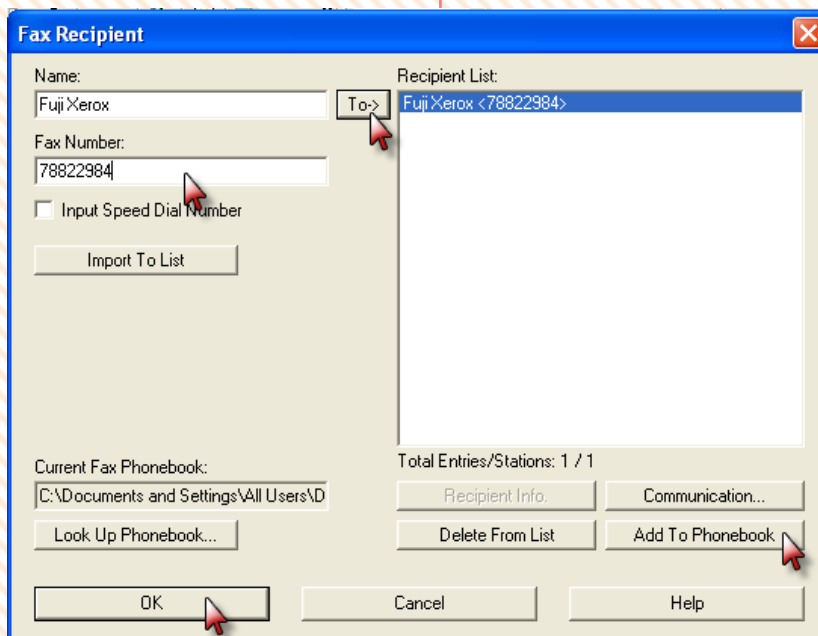 Fax Recipient
Name:
Fuji Xerox
To->
Fax Number:
78822984
Input Speed Dial Number
Import To List
Recipient List:
Fuji Xerox <78822984>
Current Fax Phonebook:
C:\Documents and Settings\All Users\D
Look Up Phonebook...
Total Entries/Stations: 1 / 1
Recipient Info.
Communication...
Delete From List
Add To Phonebook
OK
Cancel
Help